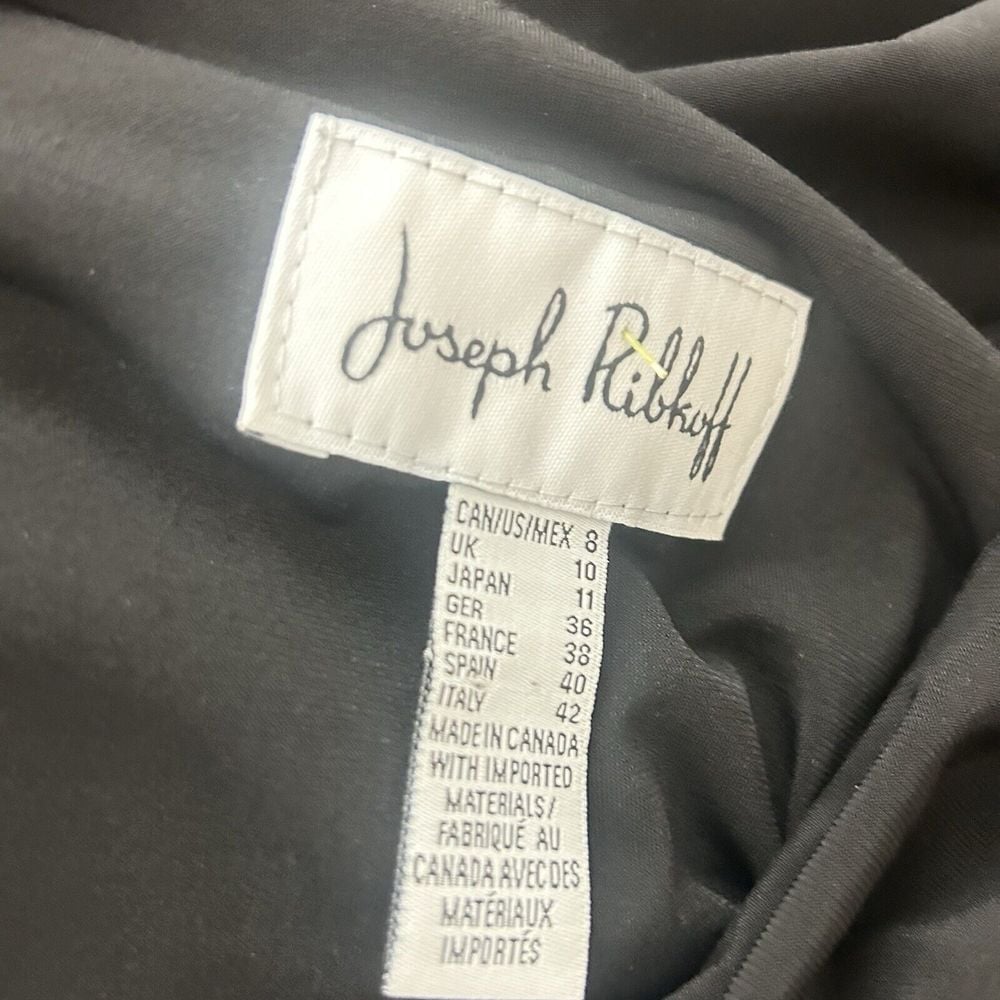 Joseph Ribkoff
CAN/US/MEX 8
UK 10
JAPAN 11
GER 36
FRANCE 38
SPAIN 40
ITALY 42
MADE IN CANADA
WITH IMPORTED
MATERIALS/
FABRIQUÉ AU
CANADA AVEC DES
MATÉRIAUX
IMPORTÉS